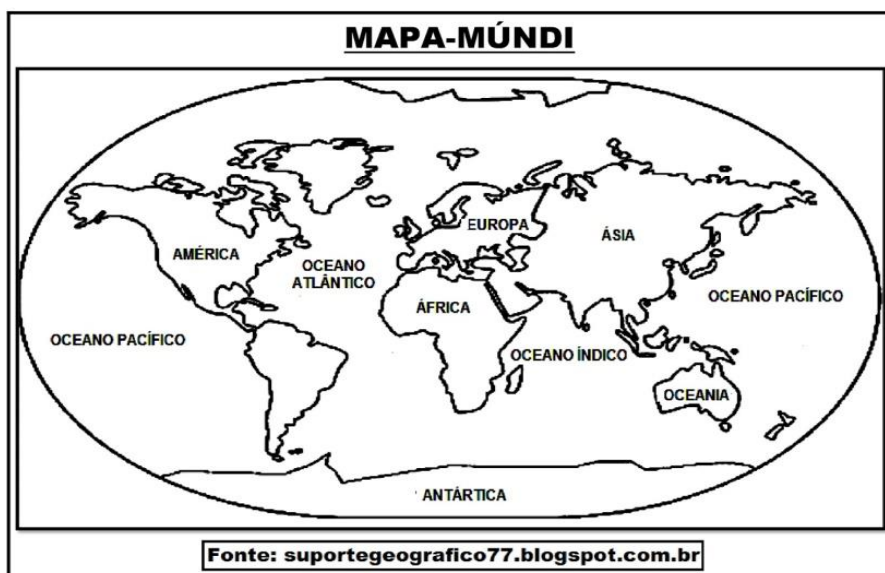 MAPA-MÚNDI
EUROPA
ÁSIA
AMÉRICA
OCEANO
ATLÂNTICO
OCEANO PACÍFICO
ÁFRICA
OCEANO PACÍFICO
OCEANO ÍNDICO
OCEANIA
ANTÁRTICA
Fonte: suportegeografico77.blogspot.com.br